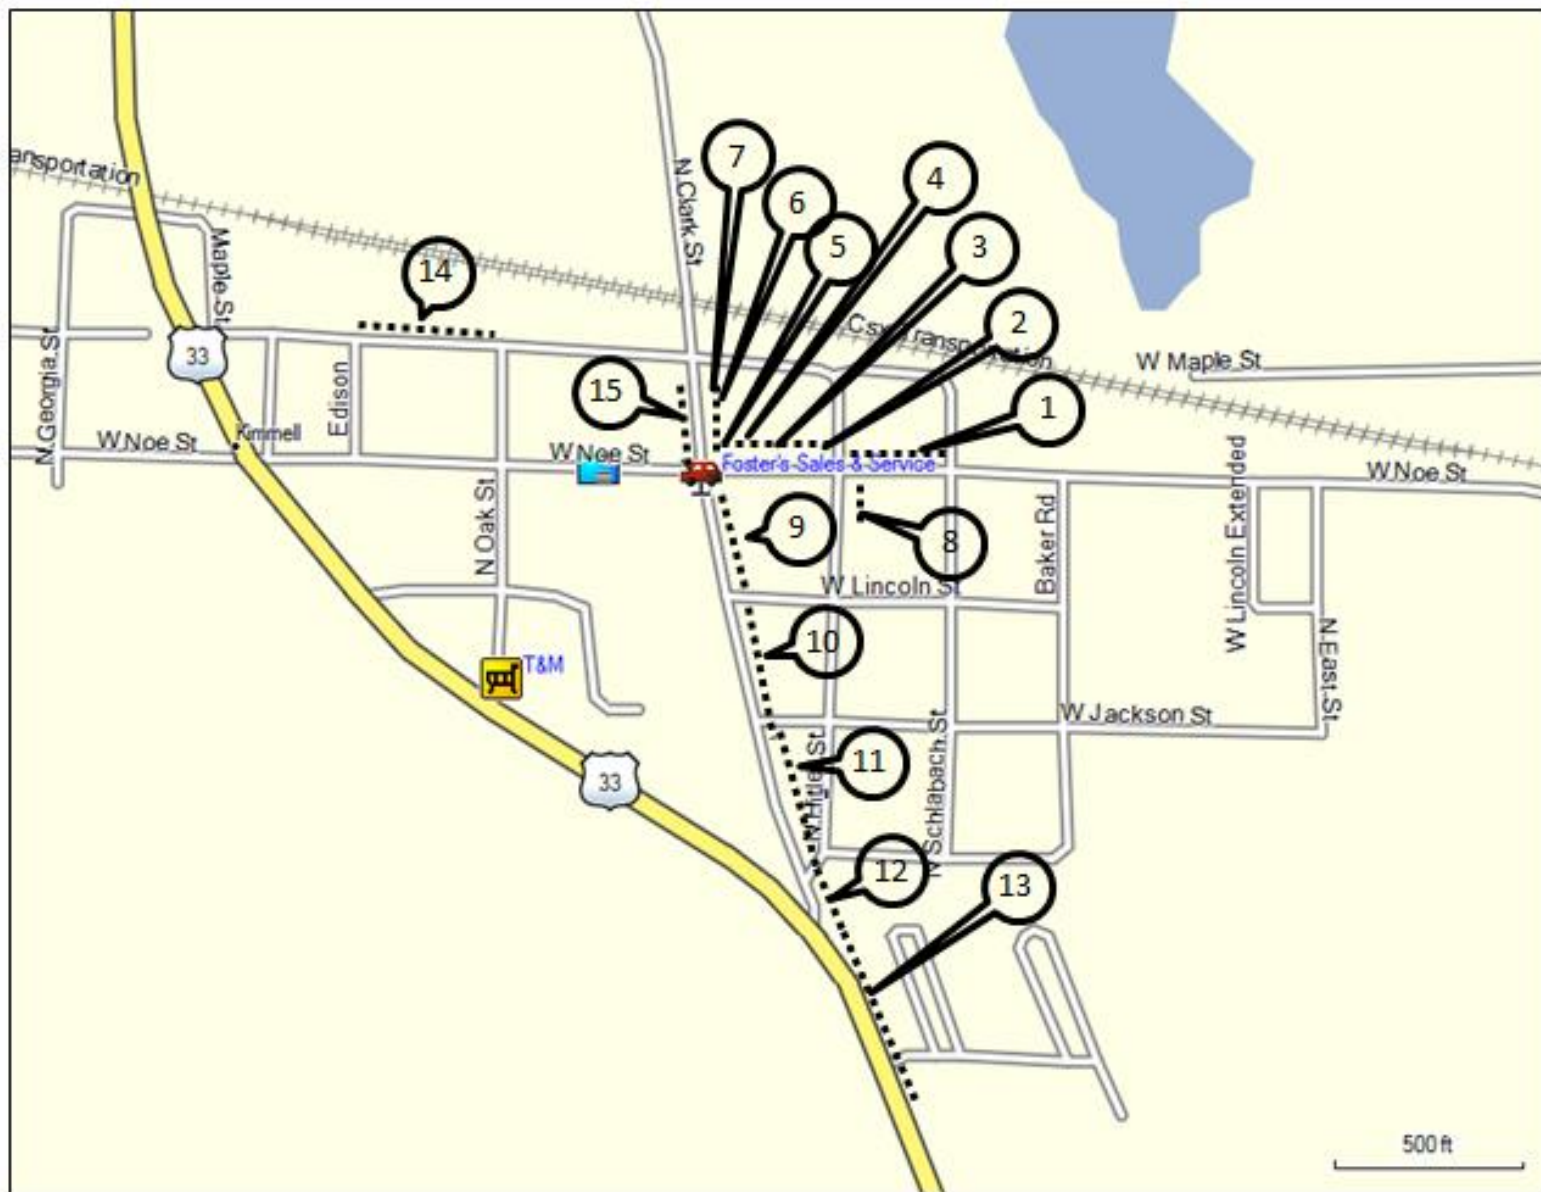 ansportation
N Clark St
7
4
6
5
3
14
Maple St
2
Csx Transportation
W Maple St
33
N Georgia St
Edison
15
1
W Noe St
Kimmell
W Noe St
Foster's Sales & Service
W Noe St
N Oak St
9
8
Baker Rd
W Lincoln Extended
W Lincoln St
10
T&M
N East St
W Jackson St
11
33
N Schlabach St
12
13
500 ft